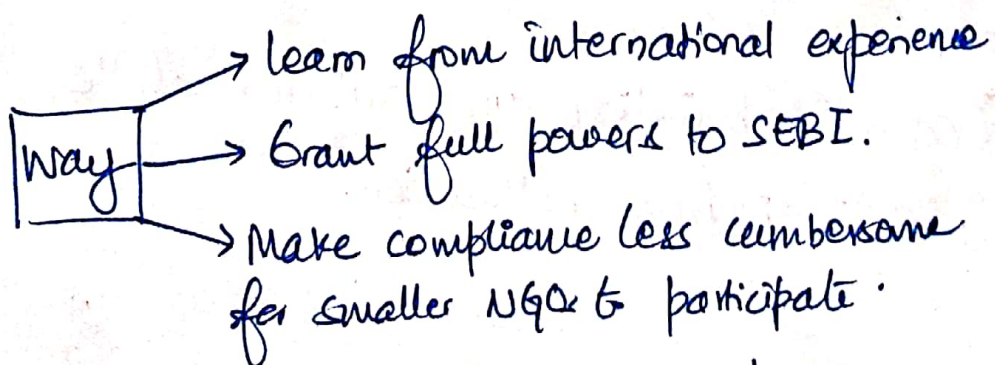 Way
→ learn from international experience
→ Grant full powers to SEBI.
→ Make compliance less cumbersome
for smaller NGOs to participate.